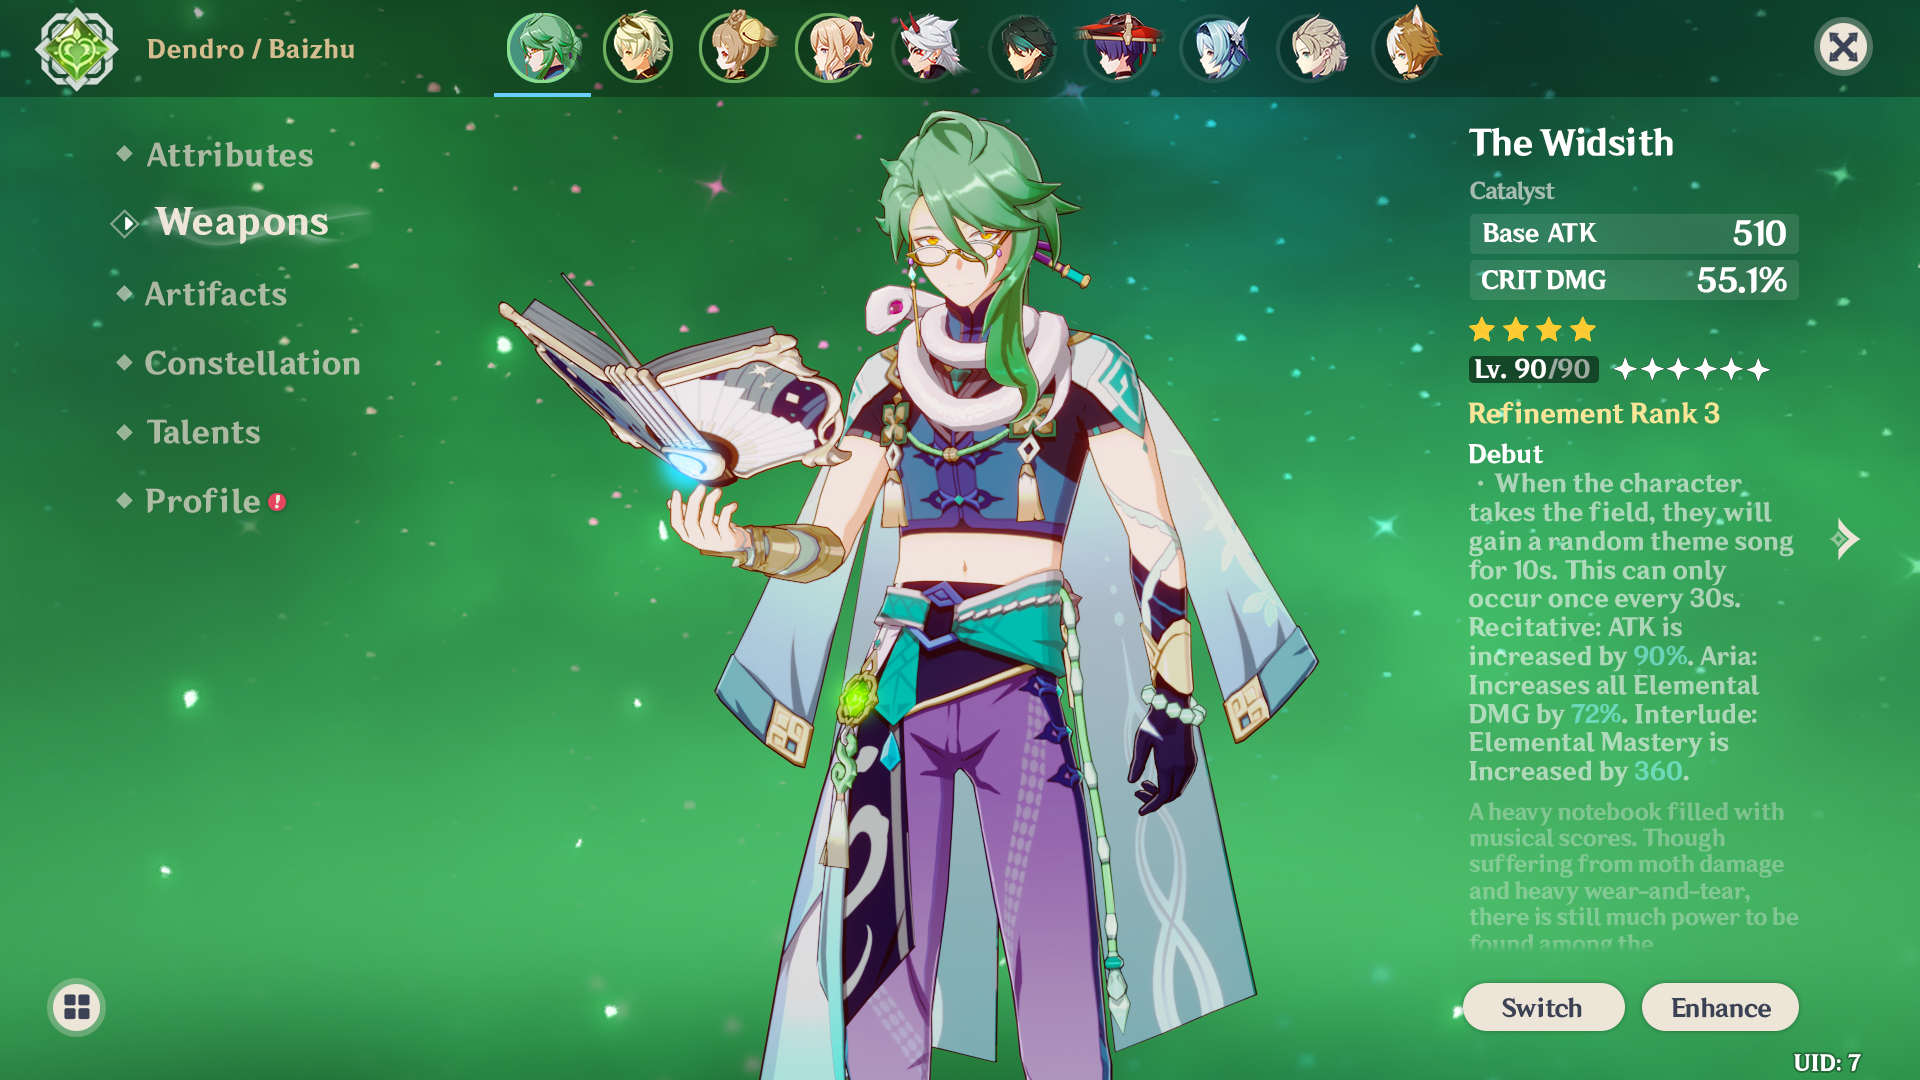 Dendro / Baizhu
Attributes
Weapons
Artifacts
Constellation
Talents
Profile
The Widsith
Catalyst
Base ATK 510
CRIT DMG 55.1%
Lv. 90/90
Refinement Rank 3
Debut
· When the character
takes the field, they will
gain a random theme song
for 10s. This can only
occur once every 30s.
Recitative: ATK is
increased by 90%. Aria:
Increases all Elemental
DMG by 72%. Interlude:
Elemental Mastery is
Increased by 360.
A heavy notebook filled with
musical scores. Though
suffering from moth damage
and heavy wear-and-tear,
there is still much power to be
found among the
Switch
Enhance
UID: 7